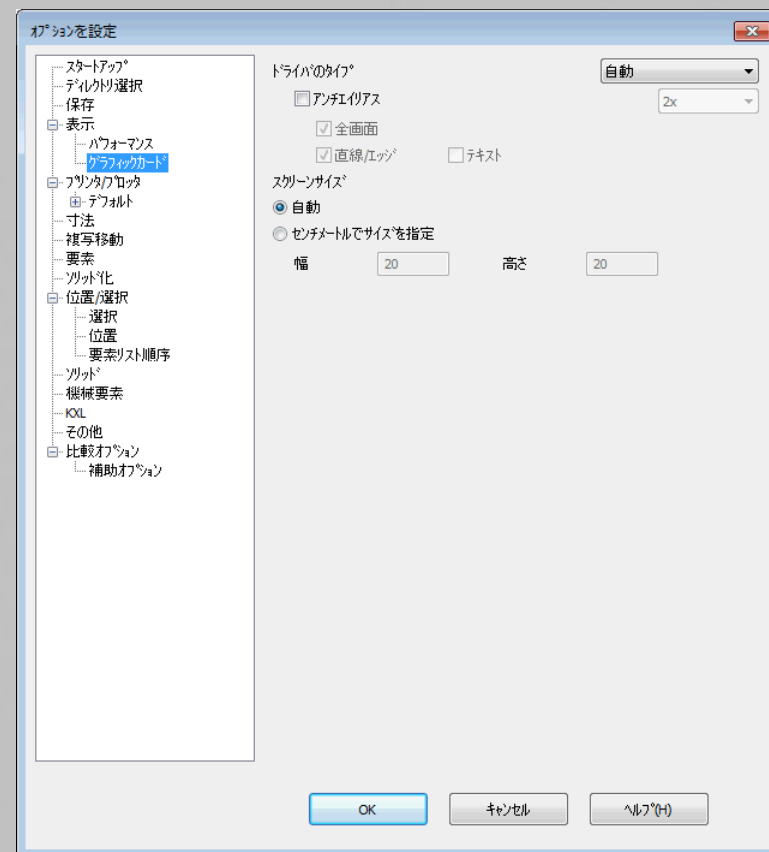 ｵﾌﾟｼｮﾝを設定
ｽﾀｰﾄｱｯﾌﾟ
ﾃﾞｨﾚｸﾄﾘ選択
保存
表示
ﾊﾟﾌｫｰﾏﾝｽ
ｸﾞﾗﾌｨｯｸｶｰﾄﾞ
ﾌﾟﾘﾝﾀ/ﾌﾟﾛｯﾀ
ﾃﾞﾌｫﾙﾄ
寸法
複写移動
要素
ｿﾘｯﾄﾞ化
位置/選択
選択
位置
要素ﾘｽﾄ順序
ｿﾘｯﾄﾞ
機械要素
KXL
その他
比較ｵﾌﾟｼｮﾝ
補助ｵﾌﾟｼｮﾝ
ﾄﾞﾗｲﾊﾞのﾀｲﾌﾟ 自動
ｱﾝﾁｴｲﾘｱｽ 2x
全画面
直線/ｴｯｼﾞ ﾃｷｽﾄ
ｽｸﾘｰﾝｻｲｽﾞ
自動
ｾﾝﾁﾒｰﾄﾙでｻｲｽﾞを指定
幅 20 高さ 20
OK ｷｬﾝｾﾙ ﾍﾙﾌﾟ(H)